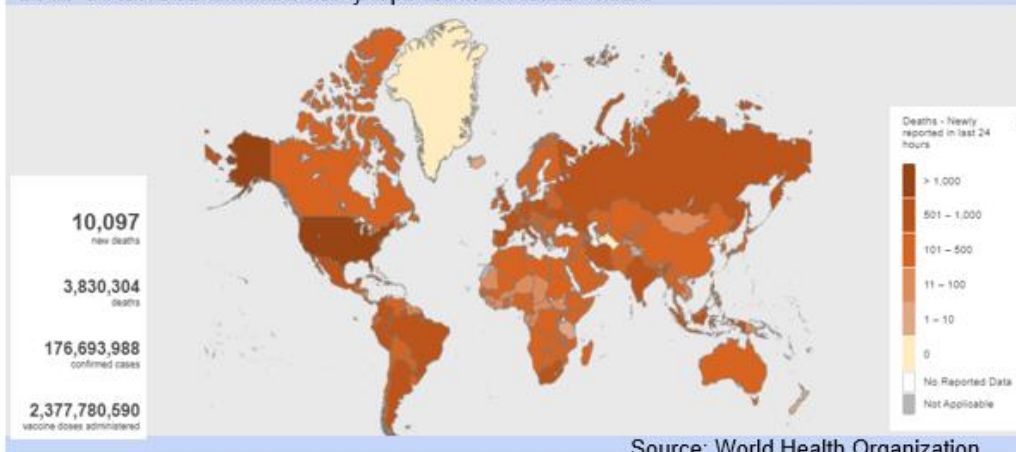 10,097
new deaths
3,830,304
deaths
176,693,988
confirmed cases
2,377,780,590
vaccine doses administered
Deaths - Newly
reported in last 24
hours
> 1,000
501 – 1,000
101 – 500
11 – 100
1 – 10
0
No Reported Data
Not Applicable
Source: World Health Organization